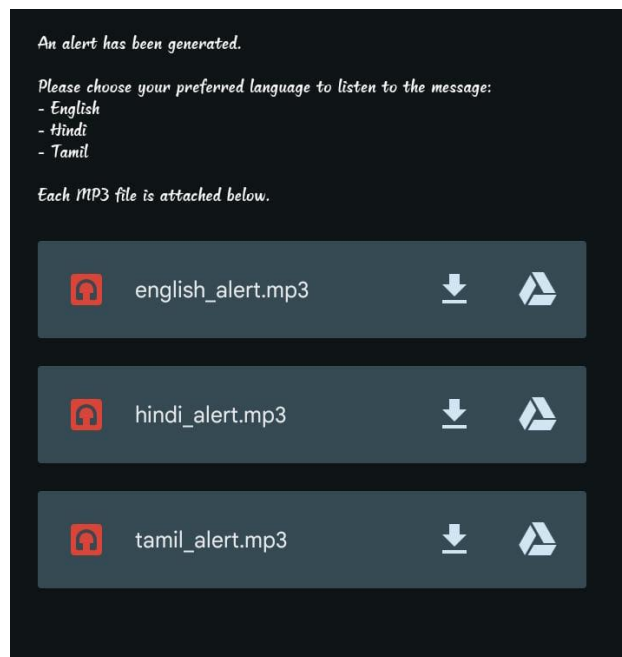 An alert has been generated.
Please choose your preferred language to listen to the message:
- English
- Hindi
- Tamil
Each MP3 file is attached below.
english_alert.mp3
hindi_alert.mp3
tamil_alert.mp3